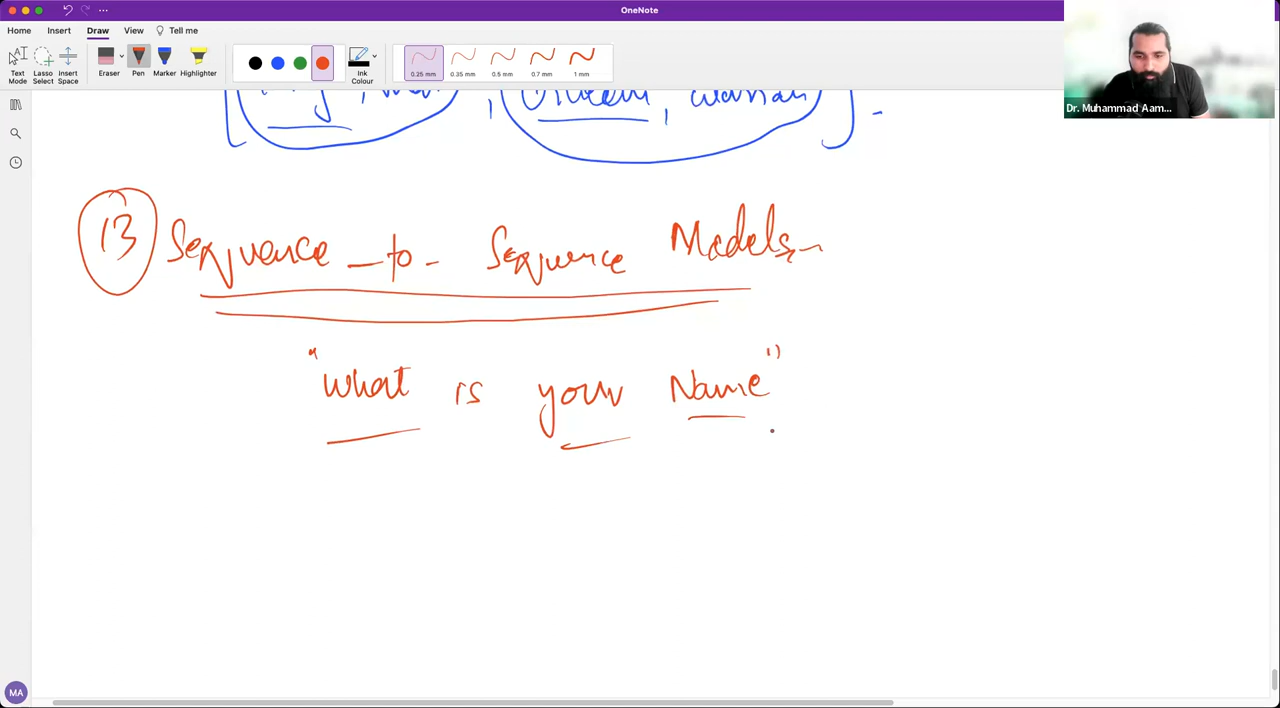 OneNote
Home Insert Draw View Tell me
Text Mode Lasso Select Insert Space Eraser Pen Marker Highlighter Ink Colour 0.25 mm 0.35 mm 0.5 mm 0.7 mm 1 mm
Dr. Muhammad Aam...
13 Sequence-to-Sequence Models
"What is your Name"
MA